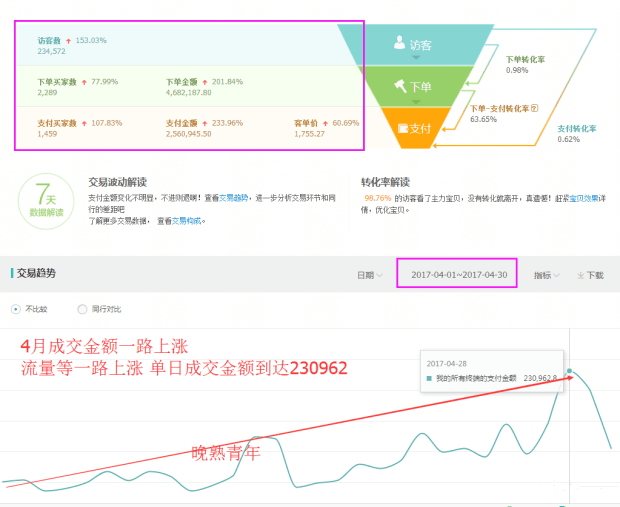 访客数 153.03%
234,572
下单买家数 77.99% 下单金额 201.84%
2,289 4,682,187.80
支付买家数 107.83% 支付金额 233.96% 客单价 60.69%
1,459 2,560,945.50 1,755.27
访客
下单
支付
下单转化率
0.98%
下单-支付转化率
63.65%
支付转化率
0.62%
7天
数据解读
交易波动解读
支付金额变化不明显，不进则退呦！查看交易趋势，进一步分析交易环节和同
行的差距吧
了解更多交易数据， 查看交易构成。
转化率解读
98.76% 的访客看了主力宝贝，没有转化就离开，真遗憾！赶紧宝贝效果详
情，优化宝贝。
交易趋势 日期 2017-04-01~2017-04-30 指标 下载
不比较 同行对比
4月成交金额一路上涨
流量等一路上涨 单日成交金额到达230962
2017-04-28
我的所有终端的支付金额 230,962.8
晚熟青年